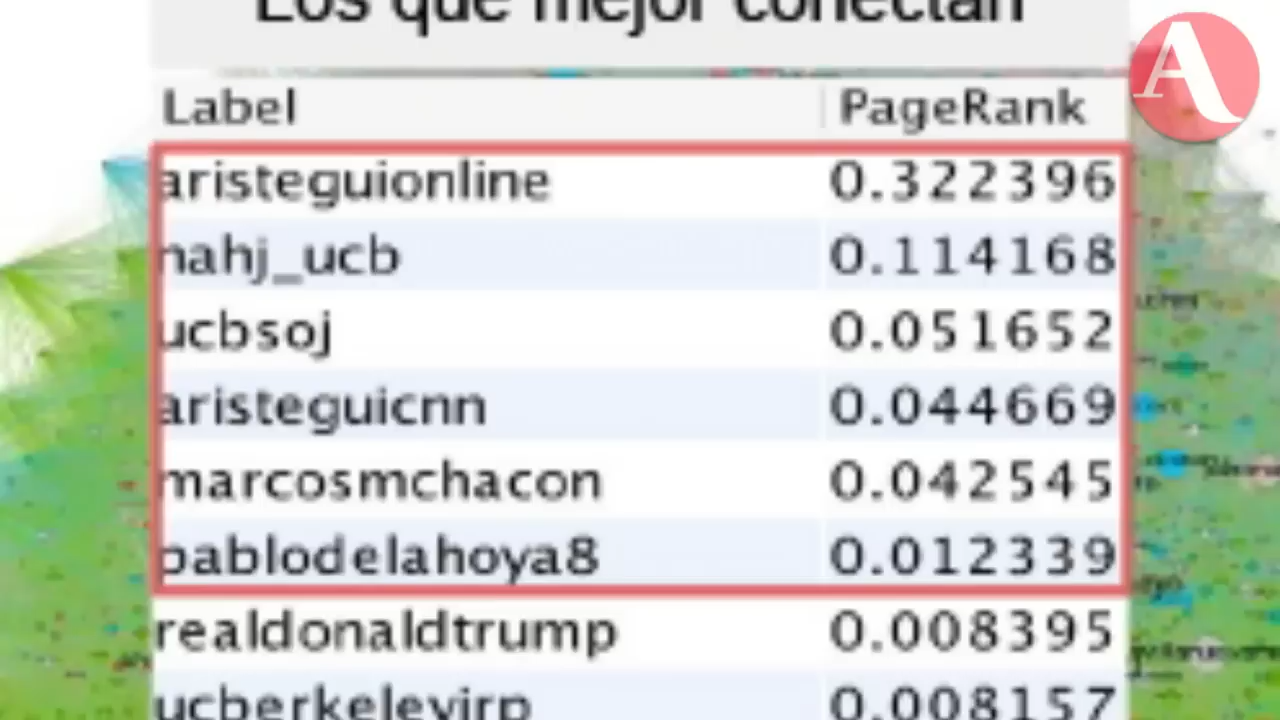 Los que mejor conectan
Label PageRank
aristeguionline 0.322396
nahj_ucb 0.114168
ucbsoj 0.051652
aristeguicnn 0.044669
marcosmchacon 0.042545
pablodelahoya8 0.012339
realdonaldtrump 0.008395
ucberkeleyirp 0.008157
A